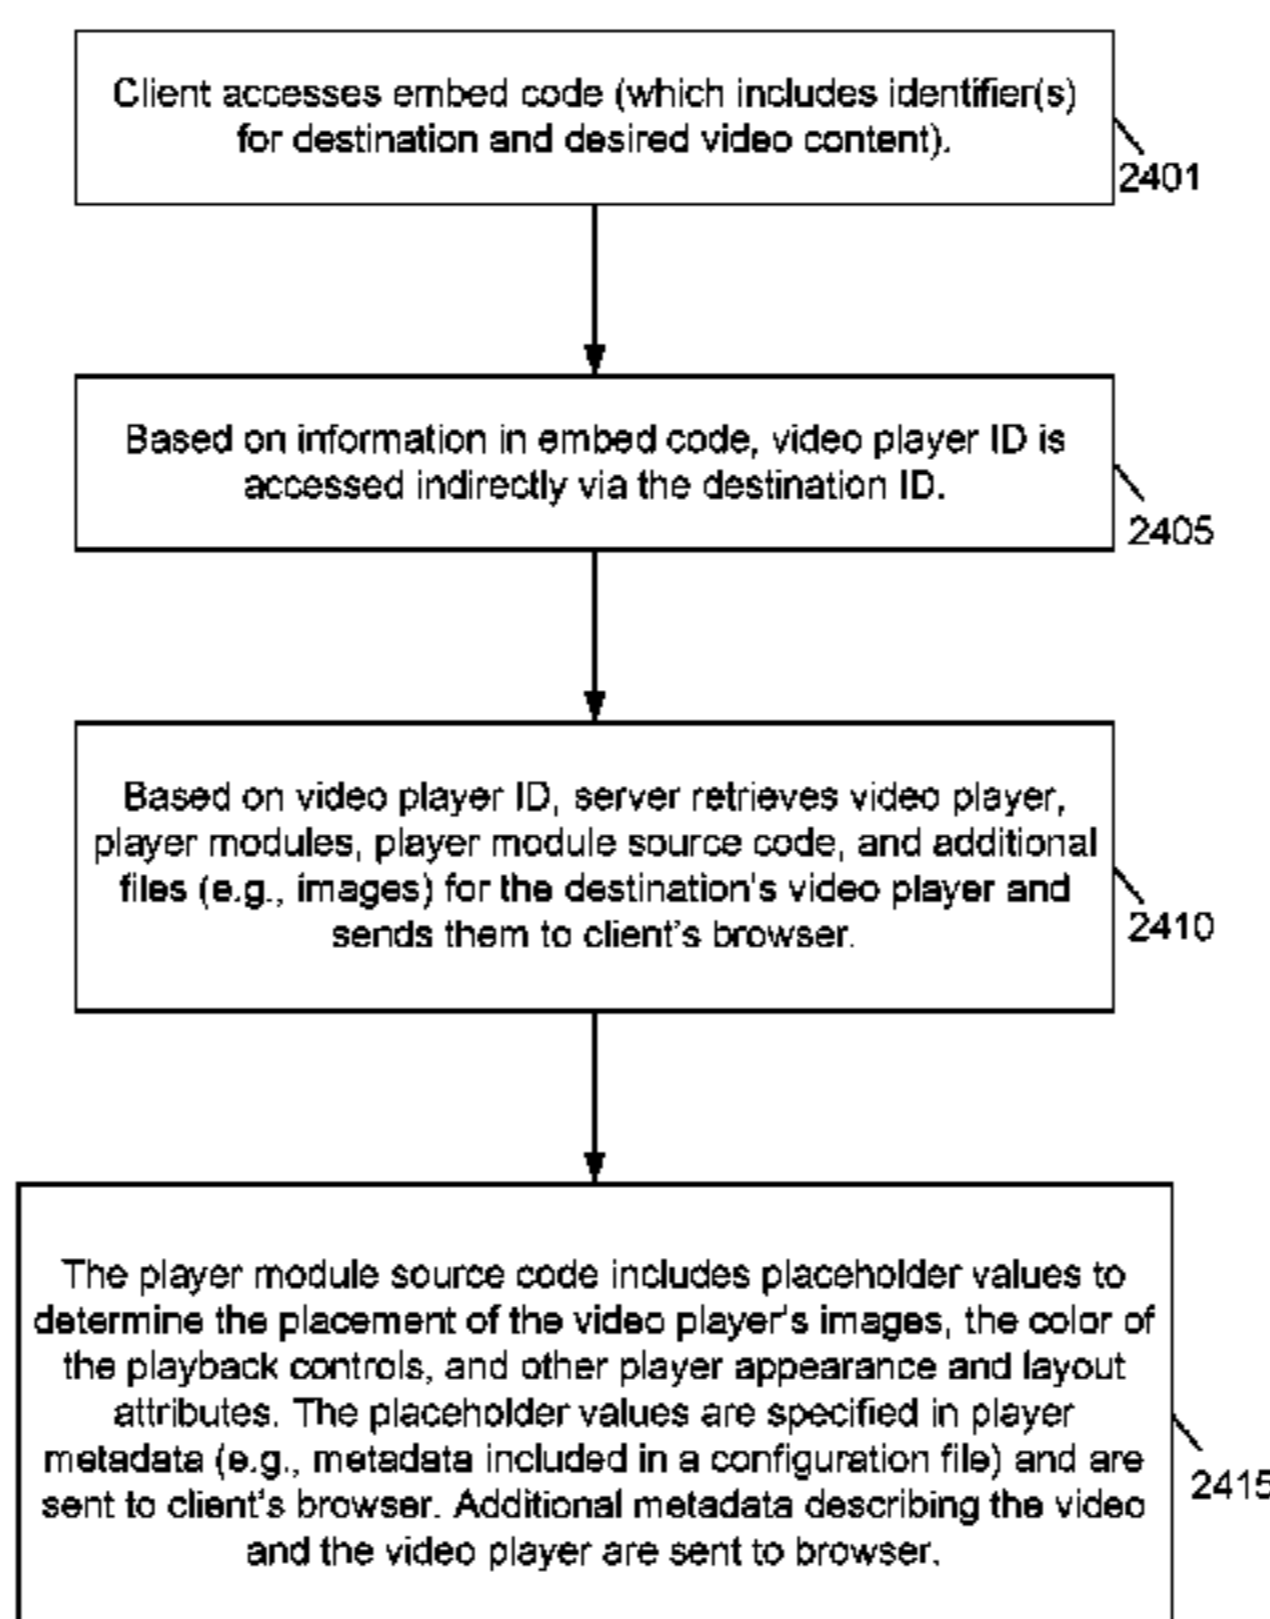 Client accesses embed code (which includes identifier(s)
for destination and desired video content).
2401
Based on information in embed code, video player ID is
accessed indirectly via the destination ID.
2405
Based on video player ID, server retrieves video player,
player modules, player module source code, and additional
files (e.g., images) for the destination's video player and
sends them to client's browser.
2410
The player module source code includes placeholder values to
determine the placement of the video player's images, the color of
the playback controls, and other player appearance and layout
attributes. The placeholder values are specified in player
metadata (e.g., metadata included in a configuration file) and are
sent to client's browser. Additional metadata describing the video
and the video player are sent to browser.
2415